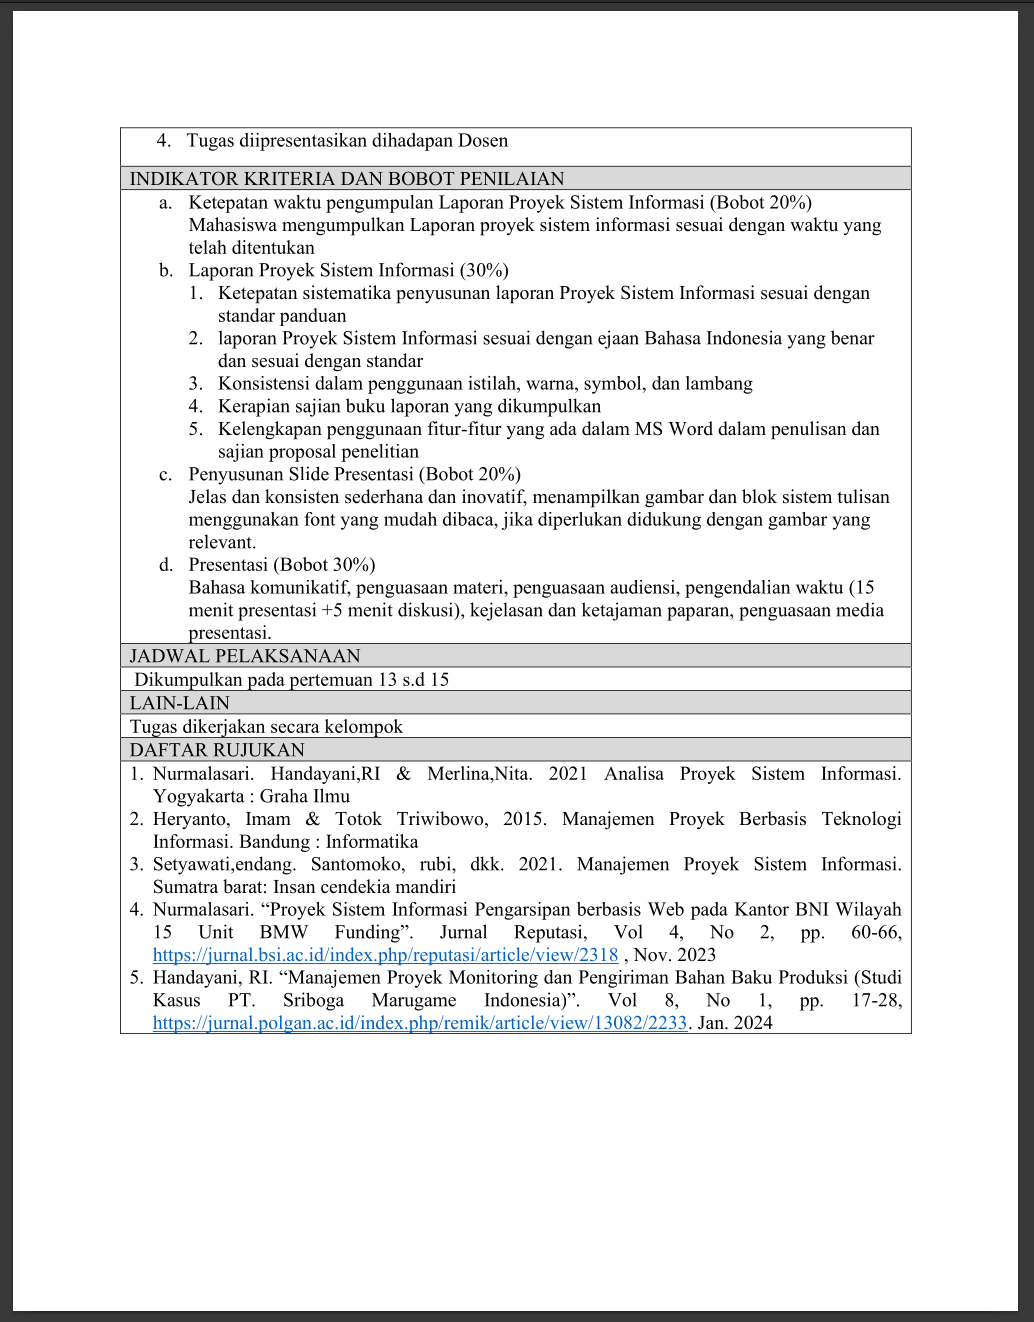 4. Tugas diipresentasikan dihadapan Dosen
INDIKATOR KRITERIA DAN BOBOT PENILAIAN
a. Ketepatan waktu pengumpulan Laporan Proyek Sistem Informasi (Bobot 20%)
Mahasiswa mengumpulkan Laporan proyek sistem informasi sesuai dengan waktu yang
telah ditentukan
b. Laporan Proyek Sistem Informasi (30%)
1. Ketepatan sistematika penyusunan laporan Proyek Sistem Informasi sesuai dengan
standar panduan
2. laporan Proyek Sistem Informasi sesuai dengan ejaan Bahasa Indonesia yang benar
dan sesuai dengan standar
3. Konsistensi dalam penggunaan istilah, warna, symbol, dan lambang
4. Kerapian sajian buku laporan yang dikumpulkan
5. Kelengkapan penggunaan fitur-fitur yang ada dalam MS Word dalam penulisan dan
sajian proposal penelitian
c. Penyusunan Slide Presentasi (Bobot 20%)
Jelas dan konsisten sederhana dan inovatif, menampilkan gambar dan blok sistem tulisan
menggunakan font yang mudah dibaca, jika diperlukan didukung dengan gambar yang
relevant.
d. Presentasi (Bobot 30%)
Bahasa komunikatif, penguasaan materi, penguasaan audiensi, pengendalian waktu (15
menit presentasi +5 menit diskusi), kejelasan dan ketajaman paparan, penguasaan media
presentasi.
JADWAL PELAKSANAAN
Dikumpulkan pada pertemuan 13 s.d 15
LAIN-LAIN
Tugas dikerjakan secara kelompok
DAFTAR RUJUKAN
1. Nurmalasari. Handayani,RI & Merlina,Nita. 2021 Analisa Proyek Sistem Informasi.
Yogyakarta : Graha Ilmu
2. Heryanto, Imam & Totok Triwibowo, 2015. Manajemen Proyek Berbasis Teknologi
Informasi. Bandung : Informatika
3. Setyawati,endang. Santomoko, rubi, dkk. 2021. Manajemen Proyek Sistem Informasi.
Sumatra barat: Insan cendekia mandiri
4. Nurmalasari. “Proyek Sistem Informasi Pengarsipan berbasis Web pada Kantor BNI Wilayah
15 Unit BMW Funding”. Jurnal Reputasi, Vol 4, No 2, pp. 60-66,
https://jurnal.bsi.ac.id/index.php/reputasi/article/view/2318 , Nov. 2023
5. Handayani, RI. “Manajemen Proyek Monitoring dan Pengiriman Bahan Baku Produksi (Studi
Kasus PT. Sriboga Marugame Indonesia)”. Vol 8, No 1, pp. 17-28,
https://jurnal.polgan.ac.id/index.php/remik/article/view/13082/2233. Jan. 2024